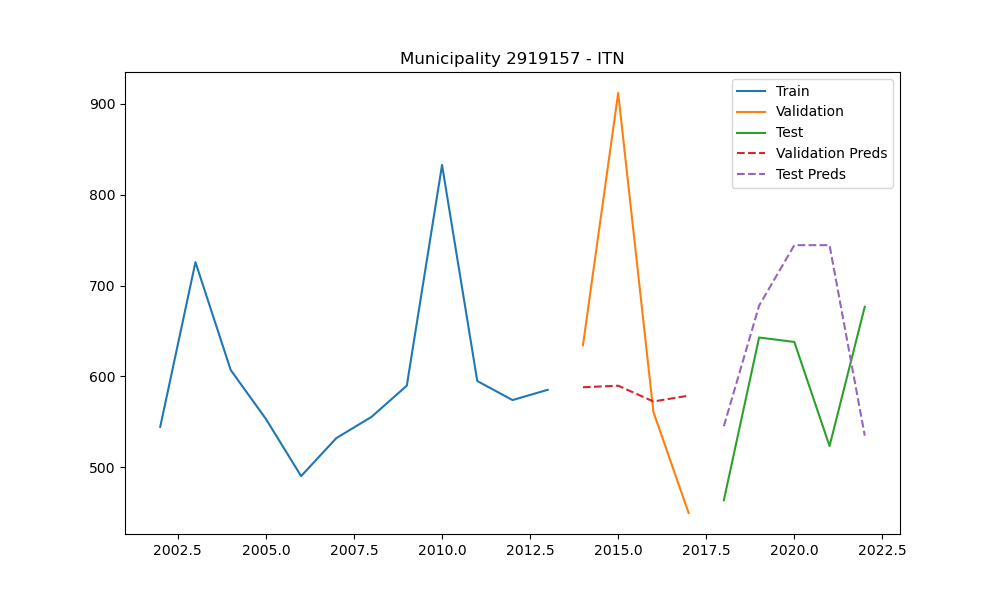 Municipality 2919157 - ITN
Train
Validation
Test
Validation Preds
Test Preds
900
800
700
600
500
2002.5 2005.0 2007.5 2010.0 2012.5 2015.0 2017.5 2020.0 2022.5